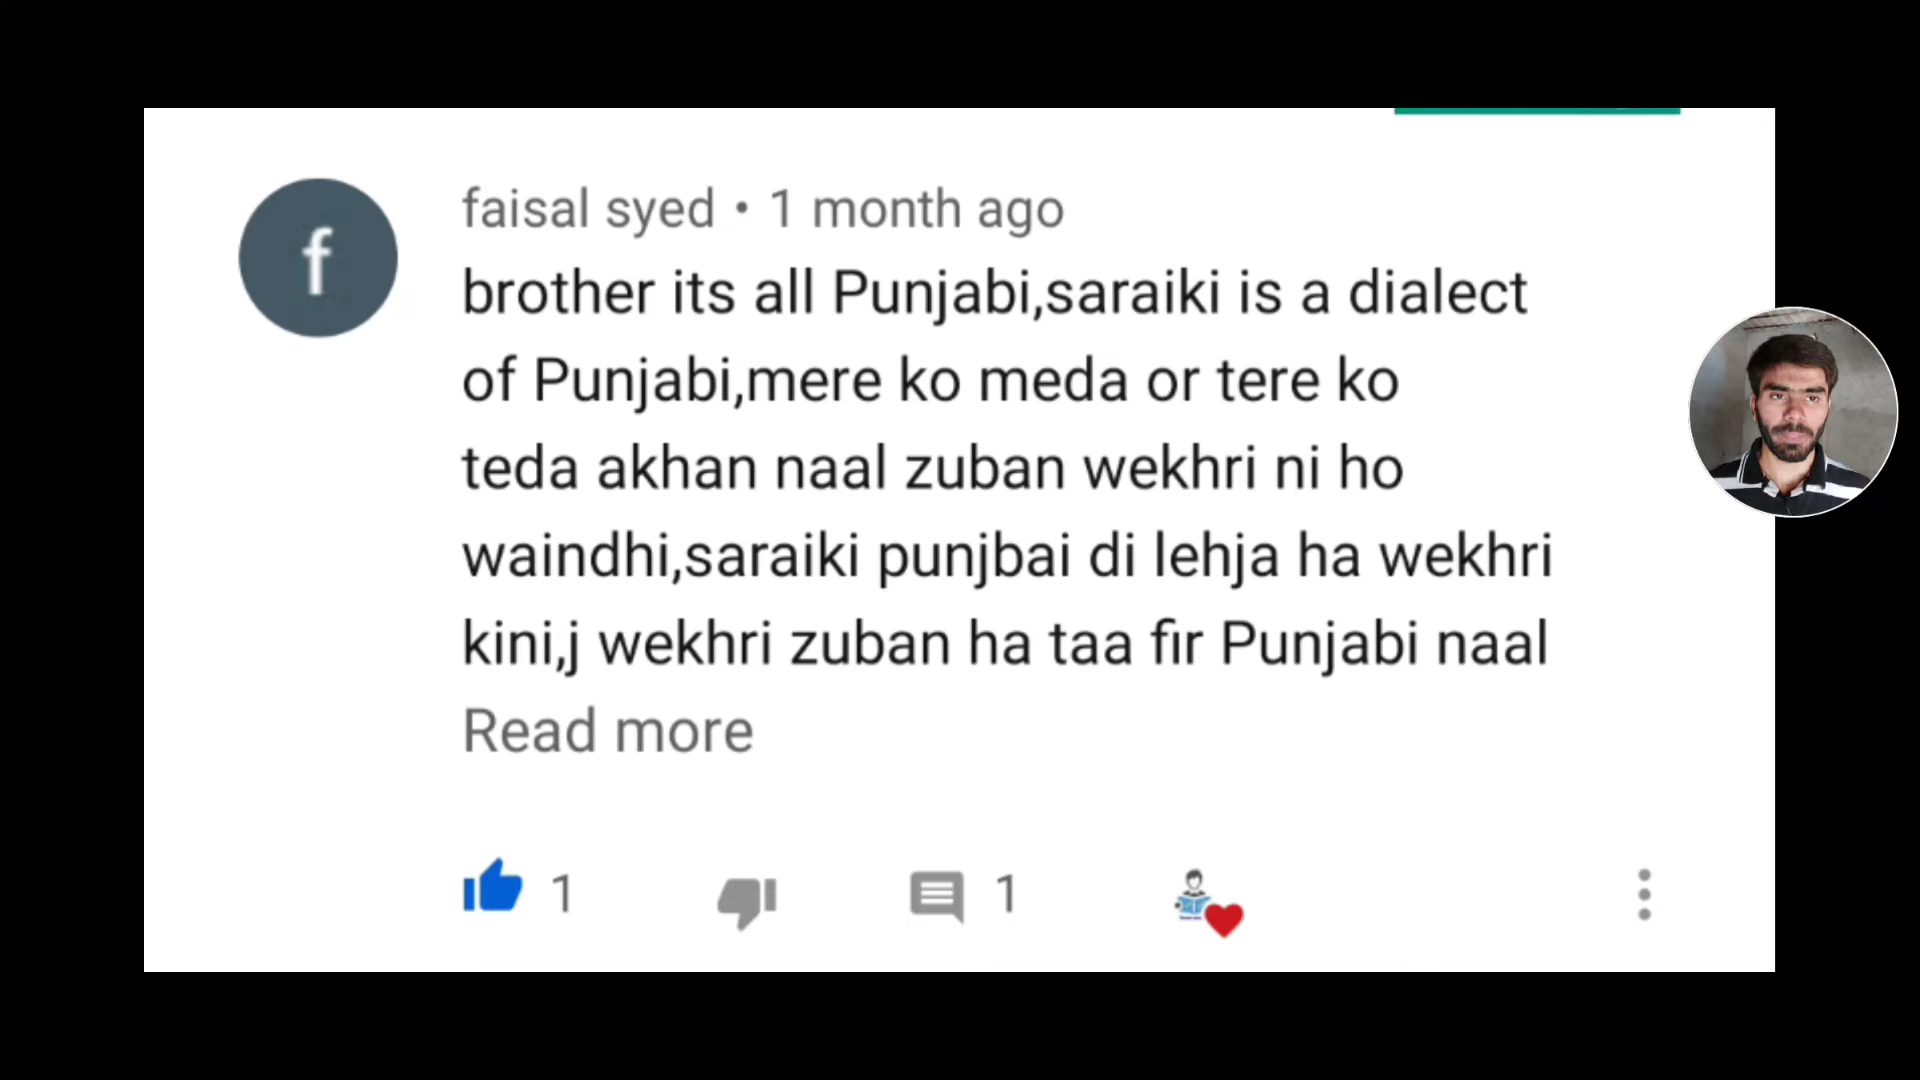 f
faisal syed • 1 month ago
brother its all Punjabi,saraiki is a dialect
of Punjabi,mere ko meda or tere ko
teda akhan naal zuban wekhri ni ho
waindhi,saraiki punjbai di lehja ha wekhri
kini,j wekhri zuban ha taa fir Punjabi naal
Read more
1 1